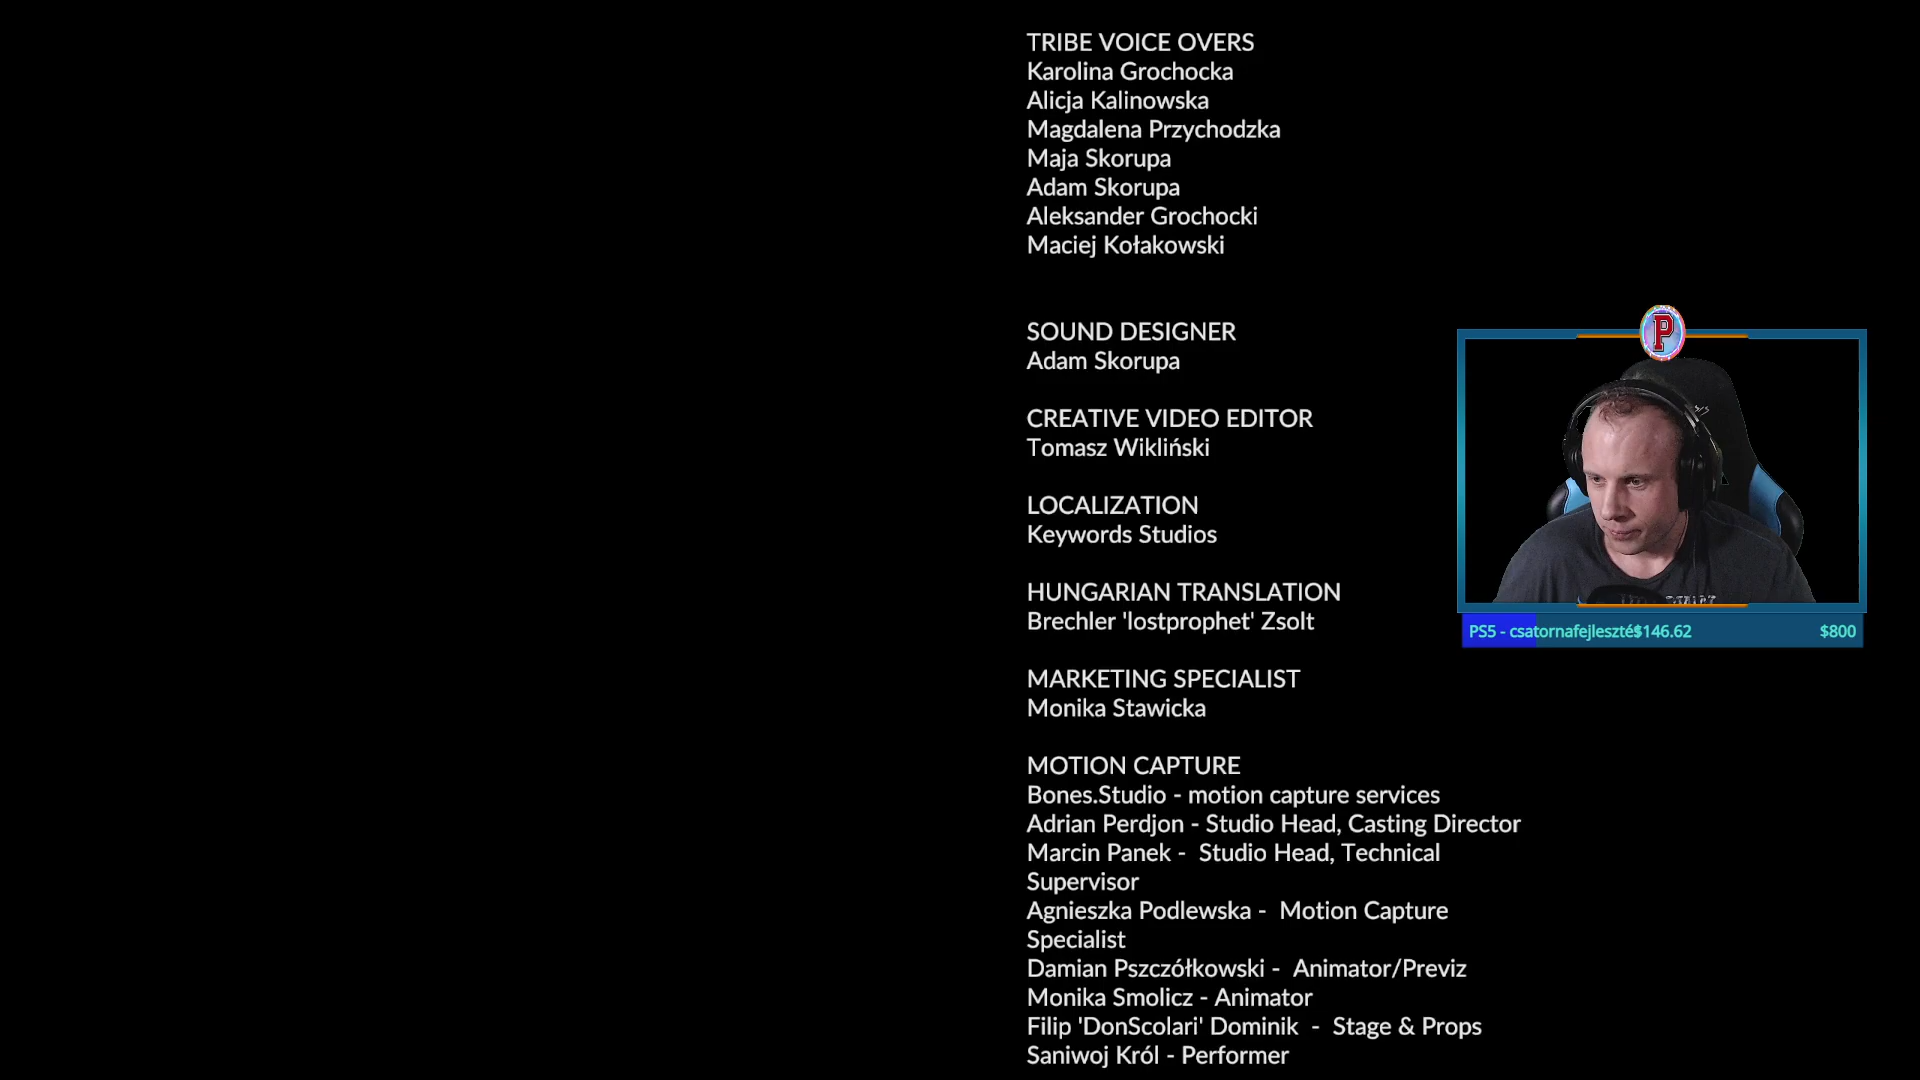 TRIBE VOICE OVERS
Karolina Grochocka
Alicja Kalinowska
Magdalena Przychodzka
Maja Skorupa
Adam Skorupa
Aleksander Grochocki
Maciej Kołakowski
SOUND DESIGNER
Adam Skorupa
CREATIVE VIDEO EDITOR
Tomasz Wikliński
LOCALIZATION
Keywords Studios
HUNGARIAN TRANSLATION
Brechler 'lostprophet' Zsolt
MARKETING SPECIALIST
Monika Stawicka
MOTION CAPTURE
Bones.Studio - motion capture services
Adrian Perdjon - Studio Head, Casting Director
Marcin Panek - Studio Head, Technical
Supervisor
Agnieszka Podlewska - Motion Capture
Specialist
Damian Pszczółkowski - Animator/Previz
Monika Smolicz - Animator
Filip 'DonScolari' Dominik - Stage & Props
Saniwoj Król - Performer
P
PS5 - csatornafejlesztés $146.62 $800